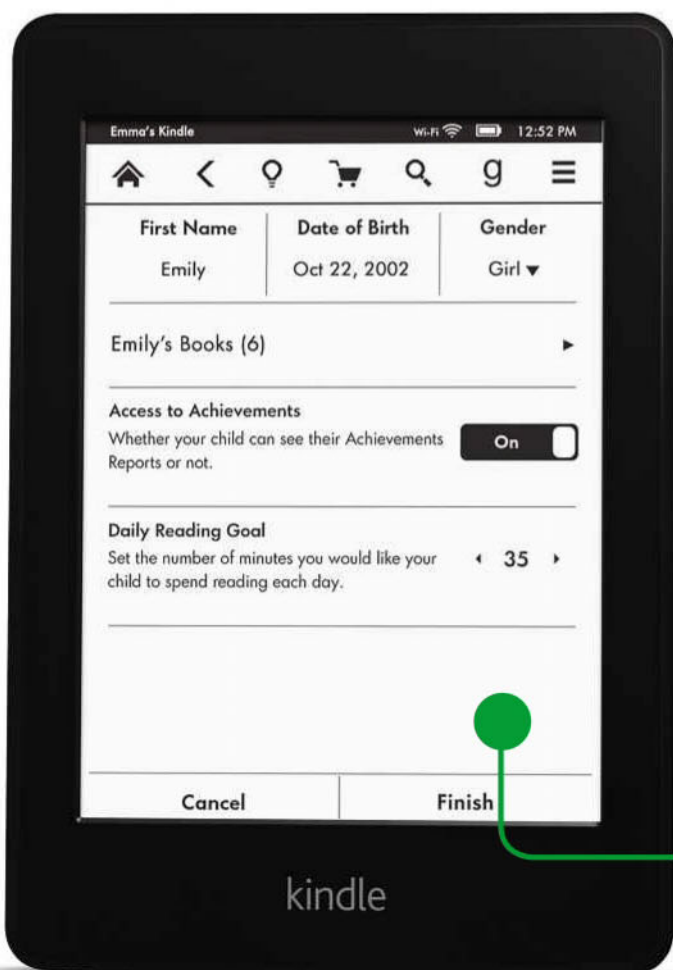 Emma's Kindle Wi-Fi 12:52 PM
g
First Name Date of Birth Gender
Emily Oct 22, 2002 Girl
Emily's Books (6)
Access to Achievements
Whether your child can see their Achievements
Reports or not.
On
Daily Reading Goal
Set the number of minutes you would like your
child to spend reading each day.
35
Cancel Finish
kindle